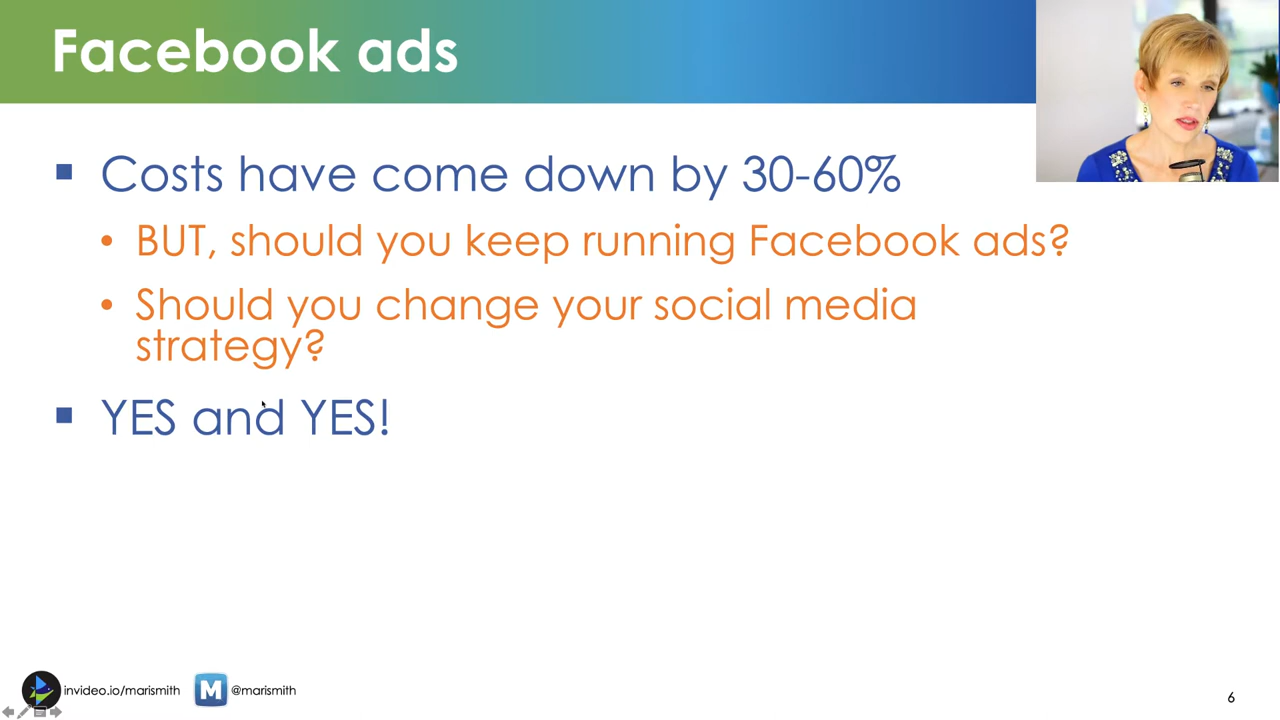 Facebook ads
Costs have come down by 30-60%
BUT, should you keep running Facebook ads?
Should you change your social media
strategy?
YES and YES!
invideo.io/marismith
M
@marismith
6